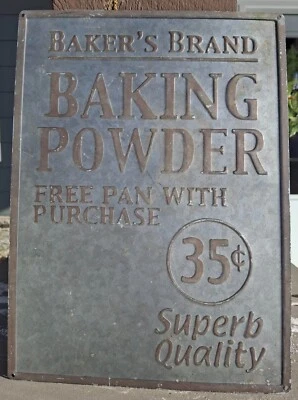 BAKER'S BRAND
BAKING
POWDER
FREE PAN WITH
PURCHASE
35¢
Superb
Quality